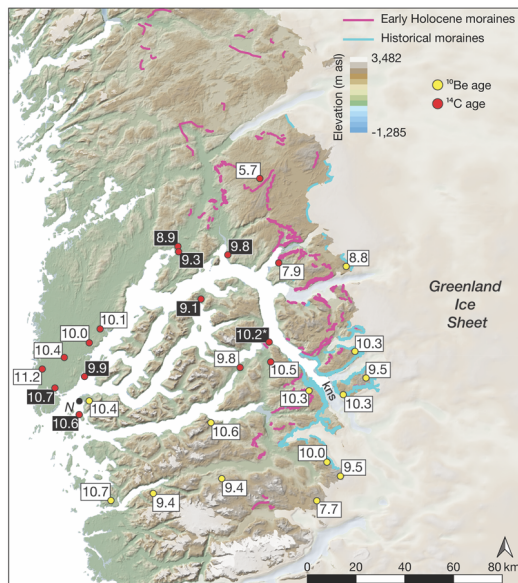 Early Holocene moraines
Historical moraines
3,482
Elevation (m asl)
-1,285
¹⁰Be age
¹⁴C age
5.7
8.9
9.3
9.8
7.9
8.8
9.1
Greenland
Ice
Sheet
10.1
10.0
10.2*
10.4
10.3
9.8
10.5
11.2
9.9
9.5
kns
10.7
10.3
10.3
N
10.4
10.6
10.6
10.0
9.5
9.4
10.7
9.4
7.7
0 20 40 60 80 km